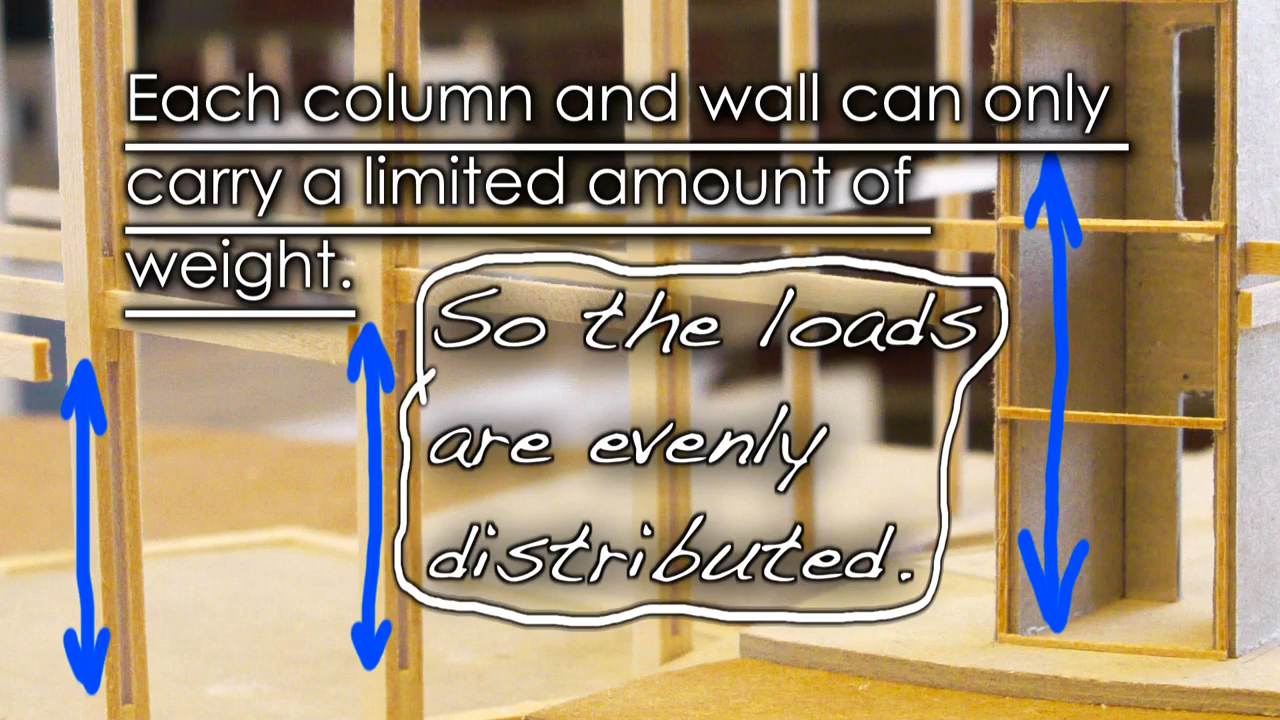 Each column and wall can only
carry a limited amount of
weight.
So the loads
are evenly
distributed.